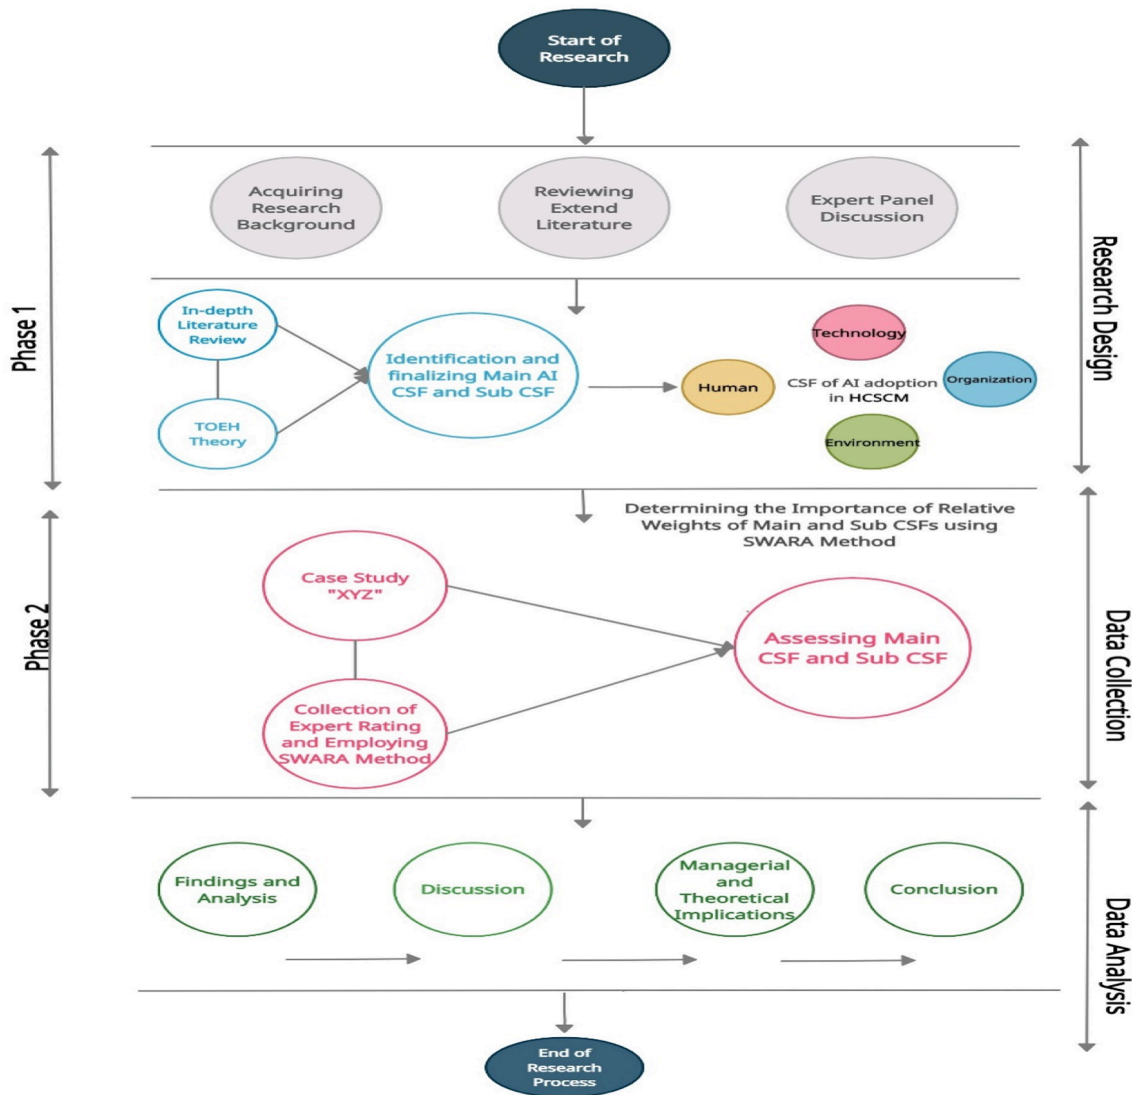 Start of
Research
Acquiring
Research
Background
Reviewing
Extend
Literature
Expert Panel
Discussion
Phase 1
Research Design
In-depth
Literature
Review
TOEH
Theory
Identification and
finalizing Main AI
CSF and Sub CSF
Human
Technology
CSF of AI adoption
in HCSCM
Organization
Environment
Determining the Importance of Relative
Weights of Main and Sub CSFs using
SWARA Method
Phase 2
Data Collection
Case Study
"XYZ"
Collection of
Expert Rating
and Employing
SWARA Method
Assessing Main
CSF and Sub CSF
Findings and
Analysis
Discussion
Managerial
and
Theoretical
Implications
Conclusion
Data Analysis
End of
Research
Process